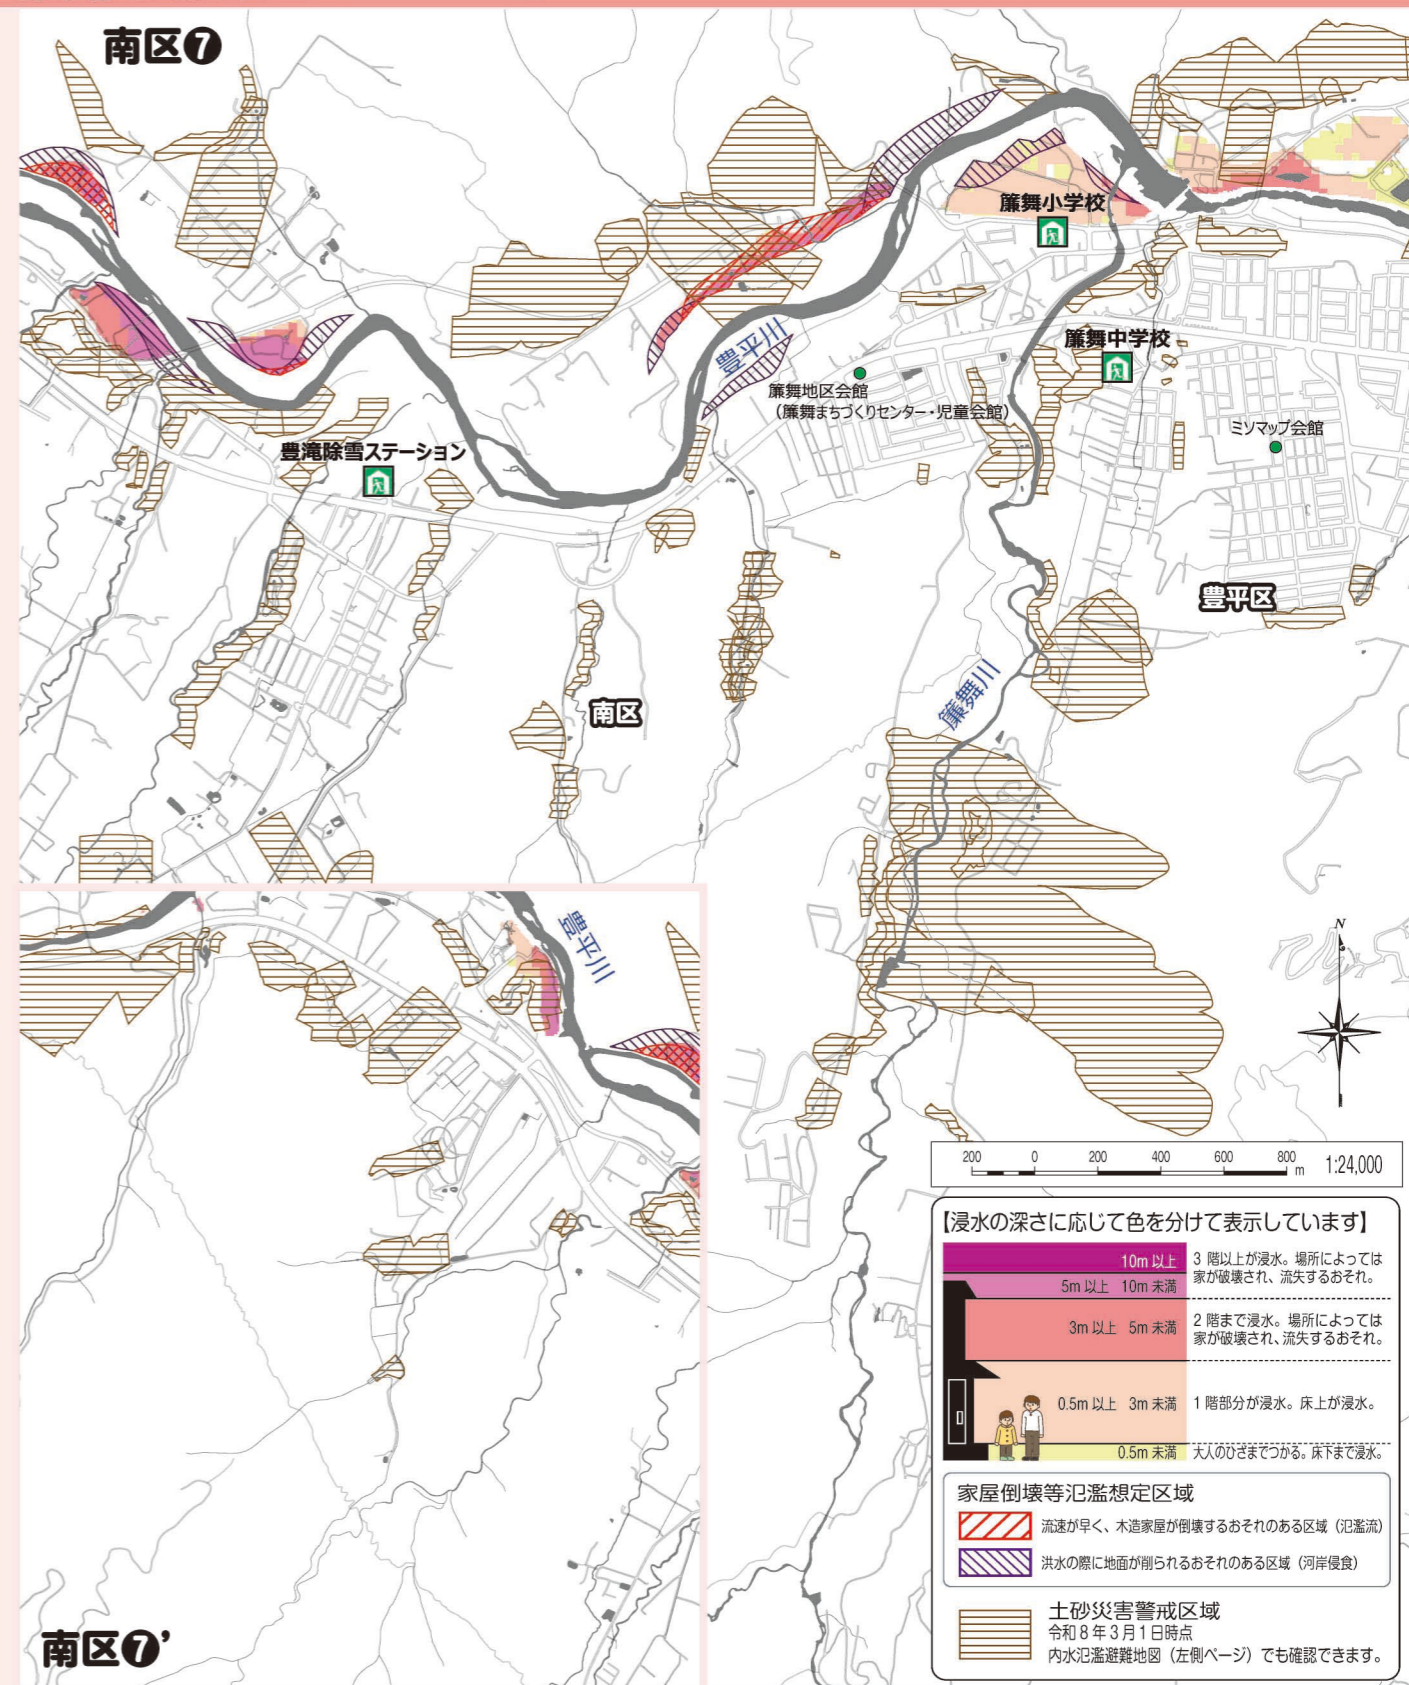 南区❼
簾舞小学校
豊平川
簾舞中学校
簾舞地区会館
(簾舞まちづくりセンター・児童会館)
ミソマップ会館
豊滝除雪ステーション
豊平区
簾舞川
南区
豊平川
N
200 0 200 400 600 800 m 1:24,000
【浸水の深さに応じて色を分けて表示しています】
10m 以上 3 階以上が浸水。場所によっては
家が破壊され、流失するおそれ。
5m 以上 10m 未満
3m 以上 5m 未満 2 階まで浸水。場所によっては
家が破壊され、流失するおそれ。
0.5m 以上 3m 未満 1 階部分が浸水。床上が浸水。
0.5m 未満 大人のひざまでつかる。床下まで浸水。
家屋倒壊等氾濫想定区域
流速が早く、木造家屋が倒壊するおそれのある区域（氾濫流）
洪水の際に地面が削られるおそれのある区域（河岸侵食）
土砂災害警戒区域
令和 8 年 3 月 1 日時点
内水氾濫避難地図（左側ページ）でも確認できます。
南区❼’